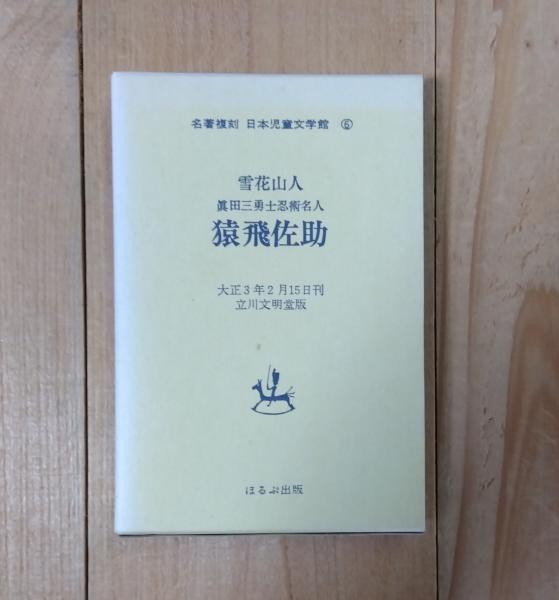 名著複刻 日本児童文学館 ⑥
雪花山人
眞田三勇士忍術名人
猿飛佐助
大正3年2月15日刊
立川文明堂版
ほるぷ出版